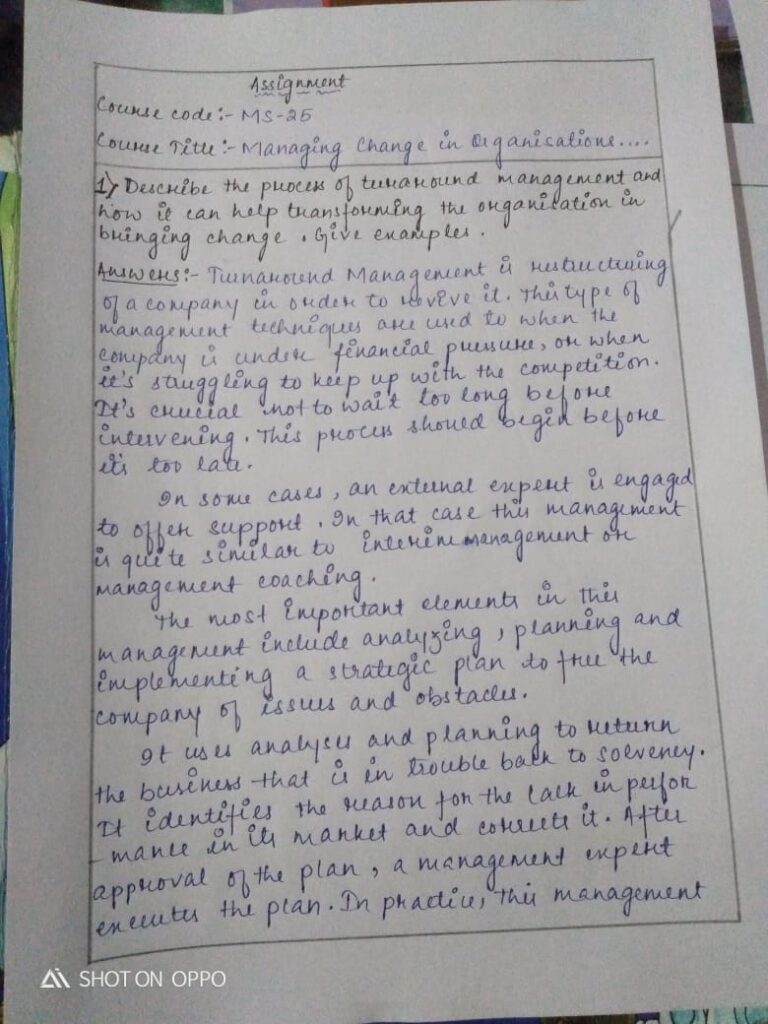 Assignment
Course code:- MS-25
Course Title:- Managing Change in Organisations....
1) Describe the process of turnaround management and
how it can help transforming the organisation in
bringing change. Give examples.
Answers:- Turnaround Management is restructuring
of a company in order to revive it. This type of
management techniques are used to when the
company is under financial pressure, or when
it's struggling to keep up with the competition.
It's crucial not to wait too long before
intervening. This process should begin before
it's too late.
In some cases, an external expert is engaged
to offer support. In that case this management
is quite similar to interim management or
management coaching.
The most important elements in this
management include analyzing, planning and
implementing a strategic plan to free the
company of issues and obstacles.
It uses analyses and planning to return
the business that is in trouble back to solvency.
It identifies the reason for the lack in perfor
-mance in its market and corrects it. After
approval of the plan, a management expert
executes the plan. In practice, this management
SHOT ON OPPO